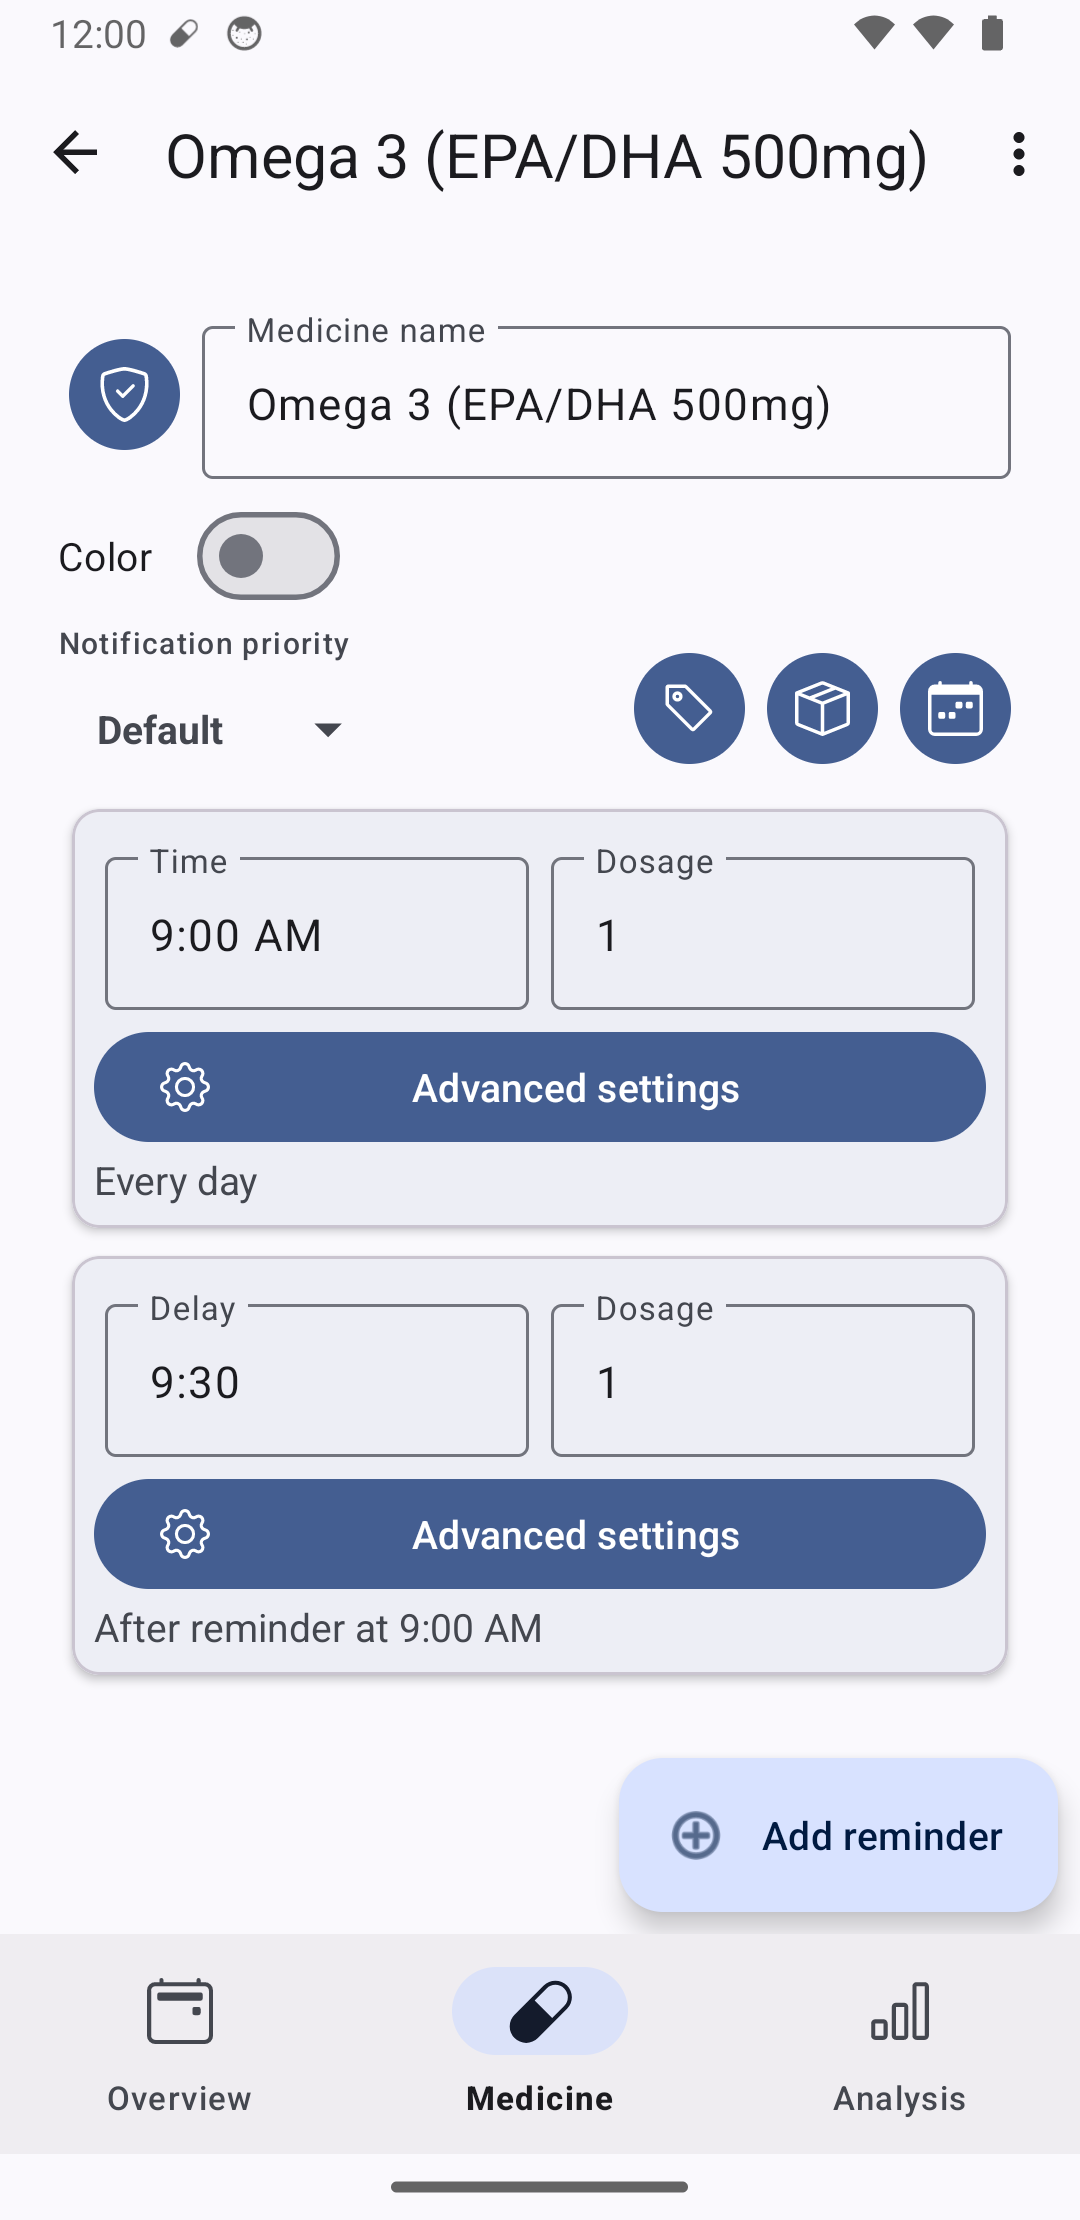 12:00
Omega 3 (EPA/DHA 500mg)
Medicine name
Omega 3 (EPA/DHA 500mg)
Color
Notification priority
Default
Time
9:00 AM
Dosage
1
Advanced settings
Every day
Delay
9:30
Dosage
1
Advanced settings
After reminder at 9:00 AM
Add reminder
Overview
Medicine
Analysis